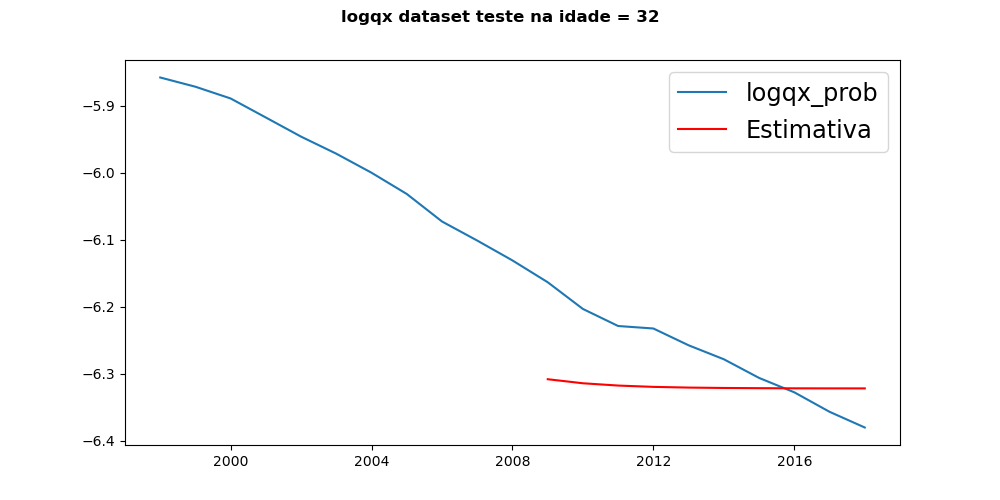 logqx dataset teste na idade = 32
logqx_prob
Estimativa
−5.9
−6.0
−6.1
−6.2
−6.3
−6.4
2000 2004 2008 2012 2016